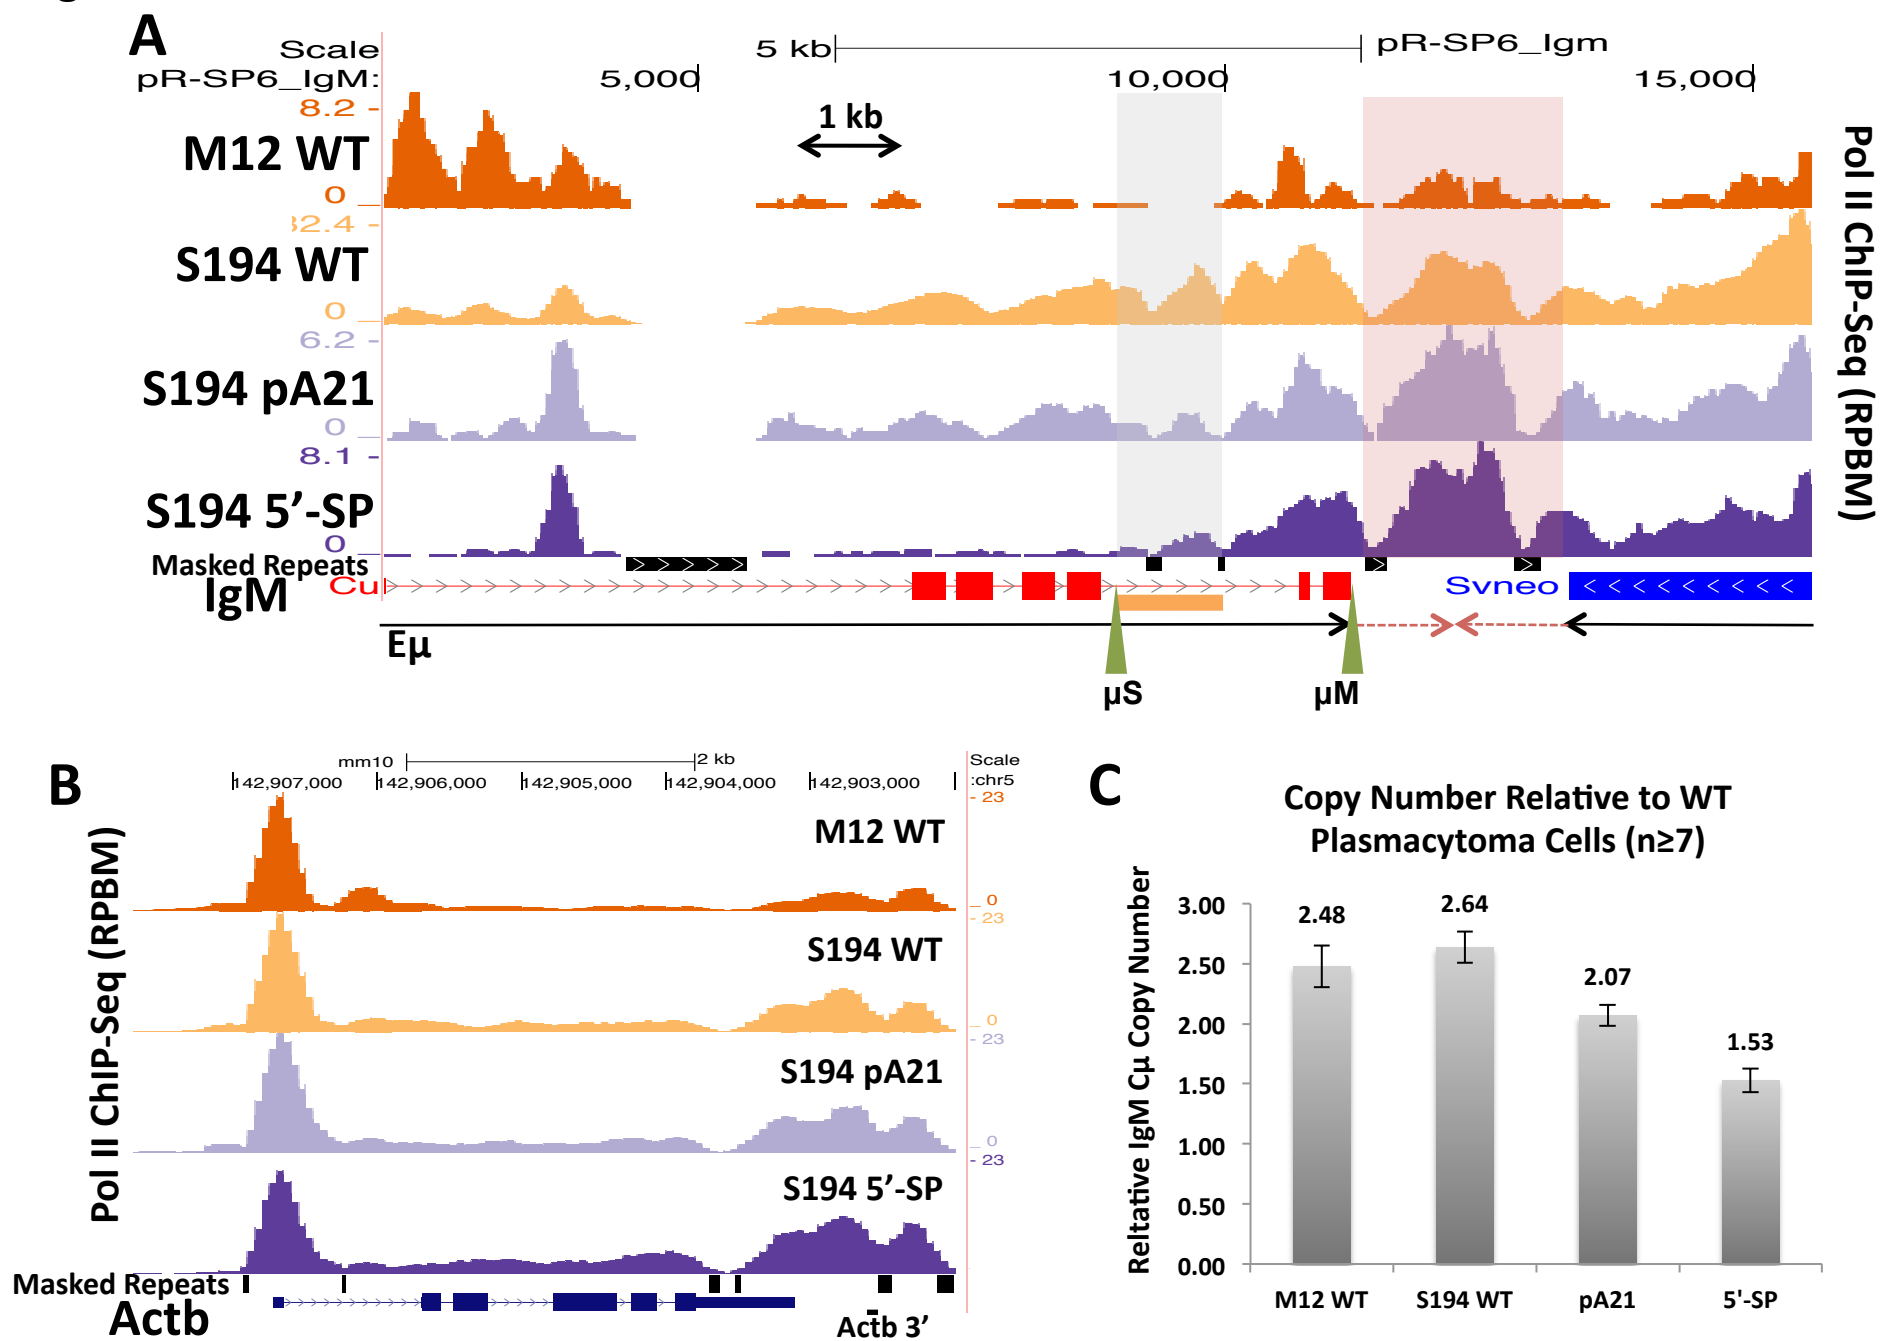 A
Scale
5 kb
pR-SP6_Igm
pR-SP6_IgM:
5,000
10,000
15,000
8.2 -
1 kb
M12 WT
0 _
32.4 -
S194 WT
0 _
6.2 -
S194 pA21
0 _
8.1 -
S194 5’-SP
0 _
Pol II ChIP-Seq (RPBM)
Masked Repeats
IgM
Cu
Svneo
Eμ
μS
μM
B
mm10
2 kb
Scale
142,907,000
142,906,000
142,905,000
142,904,000
142,903,000
:chr5
- 23
M12 WT
_ 0
- 23
S194 WT
_ 0
- 23
S194 pA21
_ 0
- 23
S194 5’-SP
Pol II ChIP-Seq (RPBM)
Masked Repeats
Actb
Actb 3’
C
Copy Number Relative to WT
Plasmacytoma Cells (n≥7)
Reltative IgM Cμ Copy Number
3.00
2.50
2.00
1.50
1.00
0.50
0.00
2.48
2.64
2.07
1.53
M12 WT
S194 WT
pA21
5'-SP